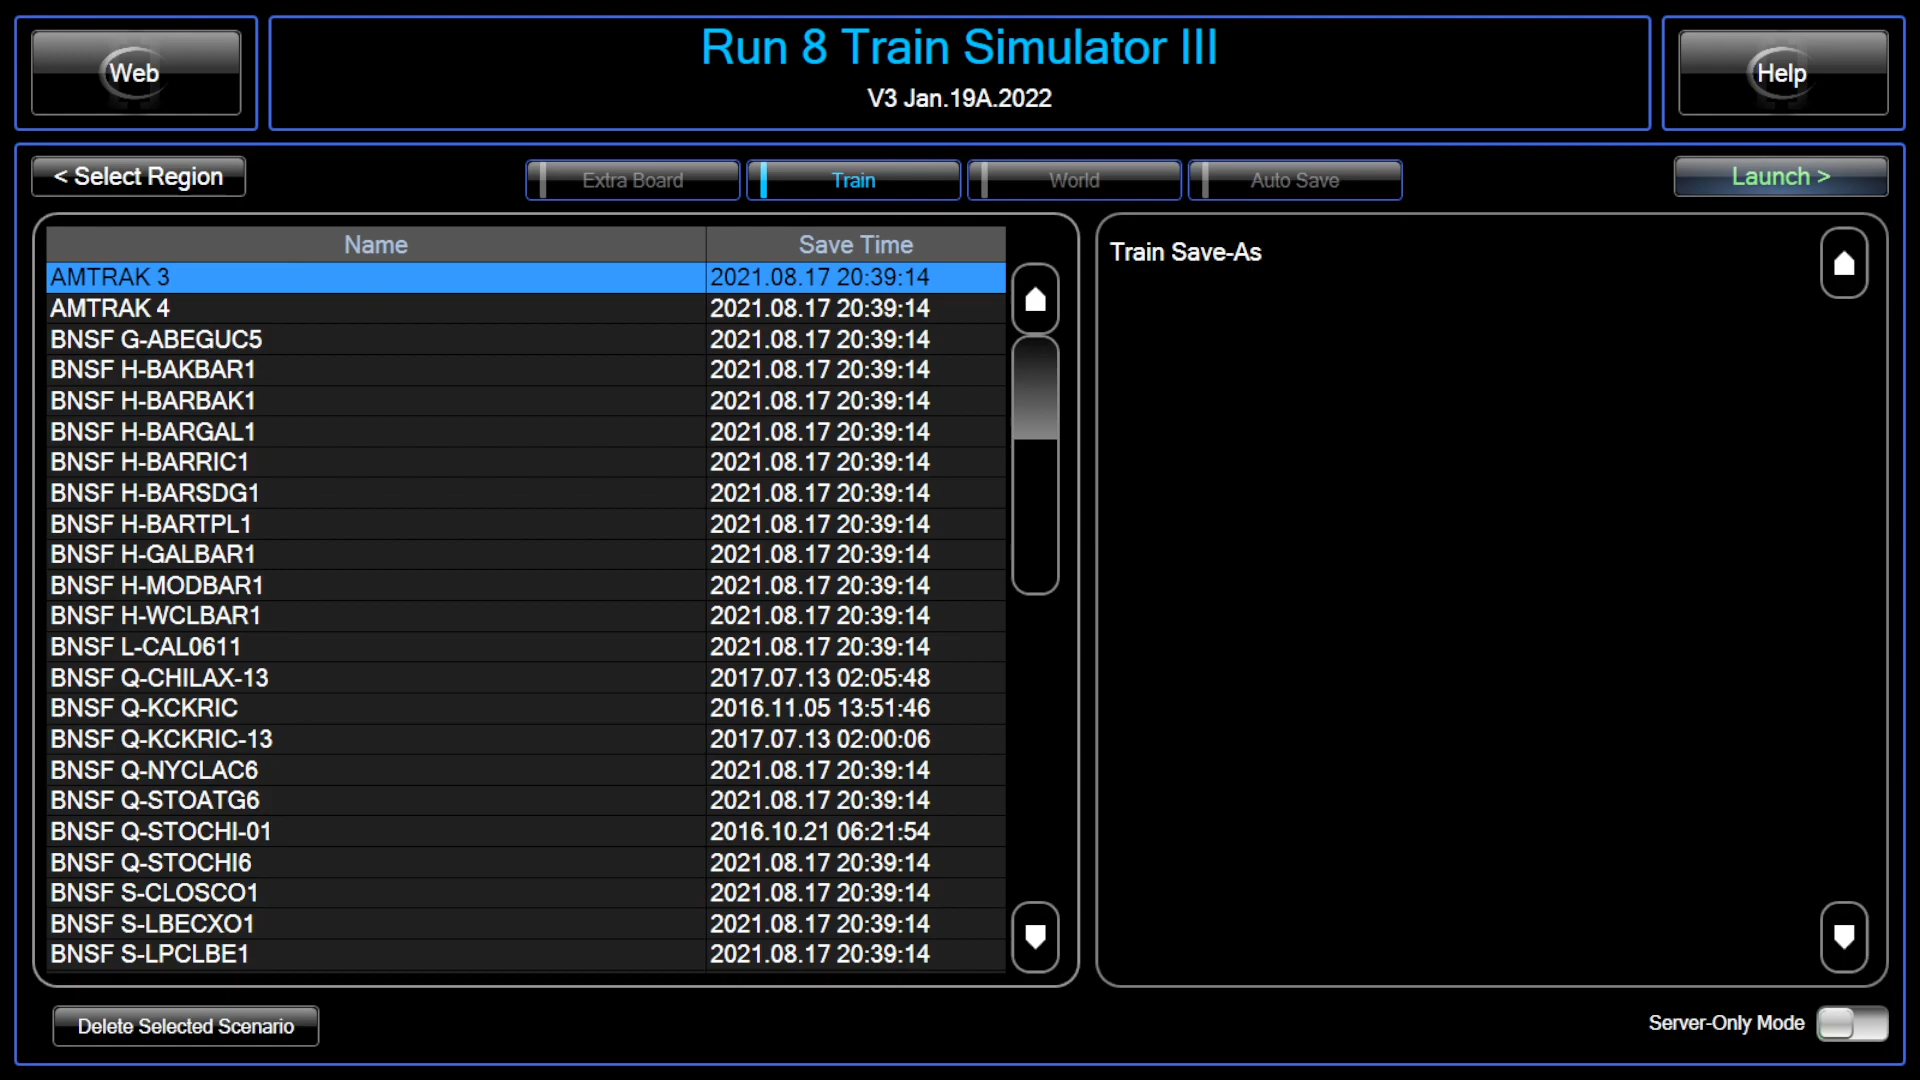 Web
Run 8 Train Simulator III
V3 Jan.19A.2022
Help
< Select Region
Extra Board
Train
World
Auto Save
Launch >
Name Save Time
AMTRAK 3 2021.08.17 20:39:14
AMTRAK 4 2021.08.17 20:39:14
BNSF G-ABEGUC5 2021.08.17 20:39:14
BNSF H-BAKBAR1 2021.08.17 20:39:14
BNSF H-BARBAK1 2021.08.17 20:39:14
BNSF H-BARGAL1 2021.08.17 20:39:14
BNSF H-BARRIC1 2021.08.17 20:39:14
BNSF H-BARSDG1 2021.08.17 20:39:14
BNSF H-BARTPL1 2021.08.17 20:39:14
BNSF H-GALBAR1 2021.08.17 20:39:14
BNSF H-MODBAR1 2021.08.17 20:39:14
BNSF H-WCLBAR1 2021.08.17 20:39:14
BNSF L-CAL0611 2021.08.17 20:39:14
BNSF Q-CHILAX-13 2017.07.13 02:05:48
BNSF Q-KCKRIC 2016.11.05 13:51:46
BNSF Q-KCKRIC-13 2017.07.13 02:00:06
BNSF Q-NYCLAC6 2021.08.17 20:39:14
BNSF Q-STOATG6 2021.08.17 20:39:14
BNSF Q-STOCHI-01 2016.10.21 06:21:54
BNSF Q-STOCHI6 2021.08.17 20:39:14
BNSF S-CLOSCO1 2021.08.17 20:39:14
BNSF S-LBECXO1 2021.08.17 20:39:14
BNSF S-LPCLBE1 2021.08.17 20:39:14
Train Save-As
Delete Selected Scenario
Server-Only Mode